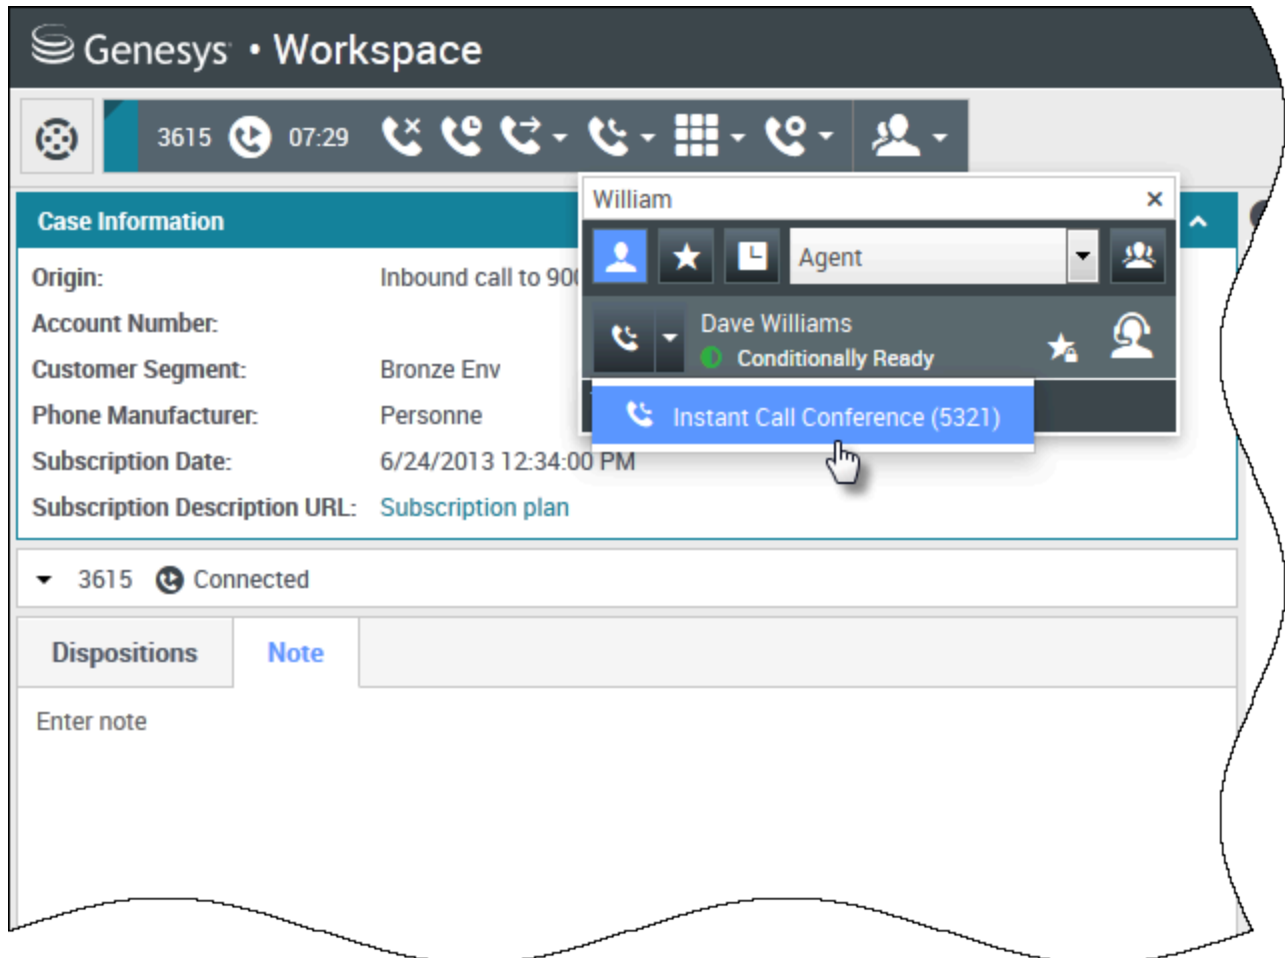 Genesys • Workspace
3615 07:29
William ×
Case Information
Agent
Origin: Inbound call to 900
Dave Williams
Conditionally Ready
Account Number:
Customer Segment: Bronze Env
Instant Call Conference (5321)
Phone Manufacturer: Personne
Subscription Date: 6/24/2013 12:34:00 PM
Subscription Description URL: Subscription plan
3615 Connected
Dispositions Note
Enter note